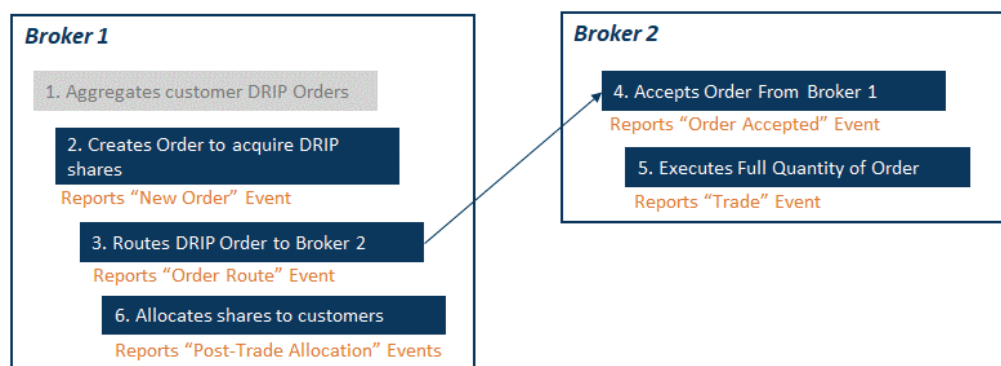 Broker 1
1. Aggregates customer DRIP Orders
2. Creates Order to acquire DRIP
shares
Reports “New Order” Event
3. Routes DRIP Order to Broker 2
Reports “Order Route” Event
6. Allocates shares to customers
Reports “Post-Trade Allocation” Events
Broker 2
4. Accepts Order From Broker 1
Reports “Order Accepted” Event
5. Executes Full Quantity of Order
Reports “Trade” Event